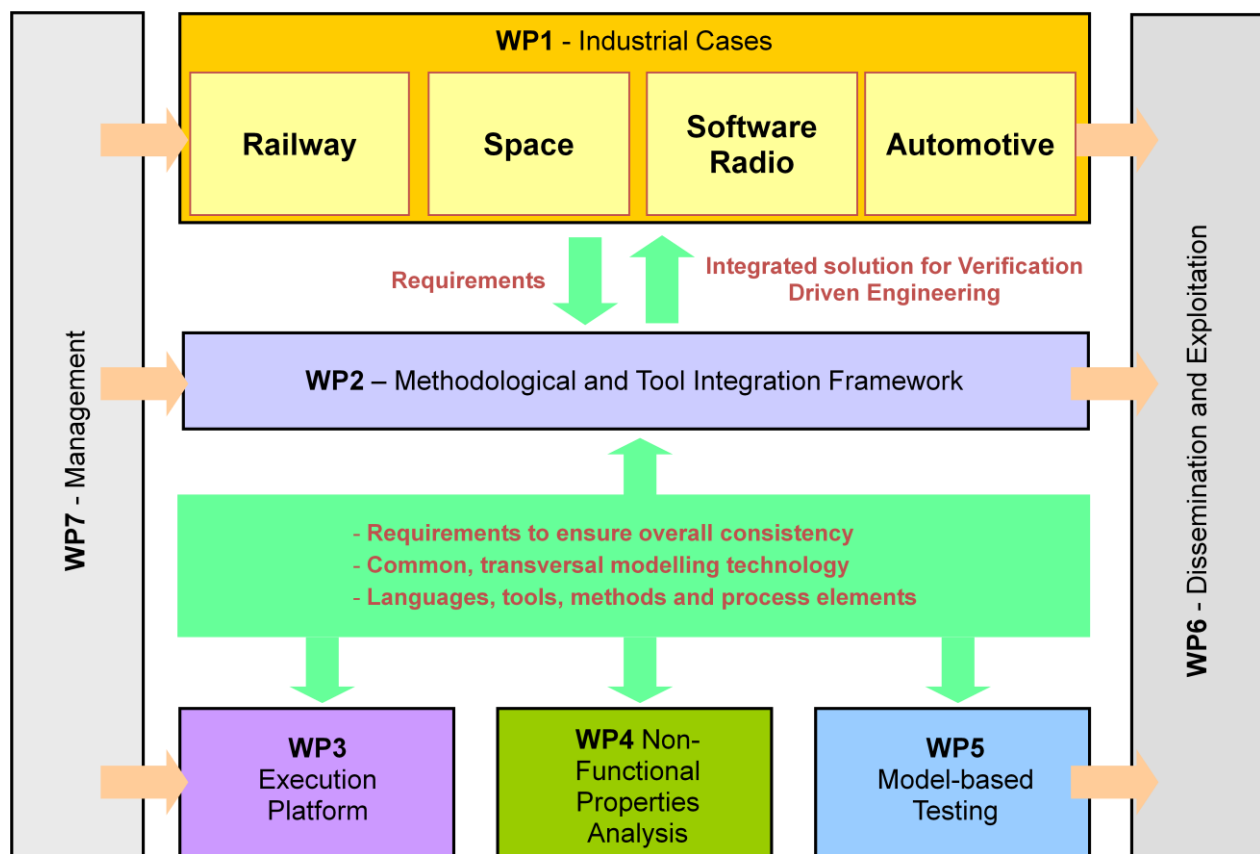 WP7 - Management
WP1 - Industrial Cases
Railway
Space
Software
Radio
Automotive
Requirements
Integrated solution for Verification
Driven Engineering
WP2 – Methodological and Tool Integration Framework
- Requirements to ensure overall consistency
- Common, transversal modelling technology
- Languages, tools, methods and process elements
WP3
Execution
Platform
WP4 Non-
Functional
Properties
Analysis
WP5
Model-based
Testing
WP6 - Dissemination and Exploitation